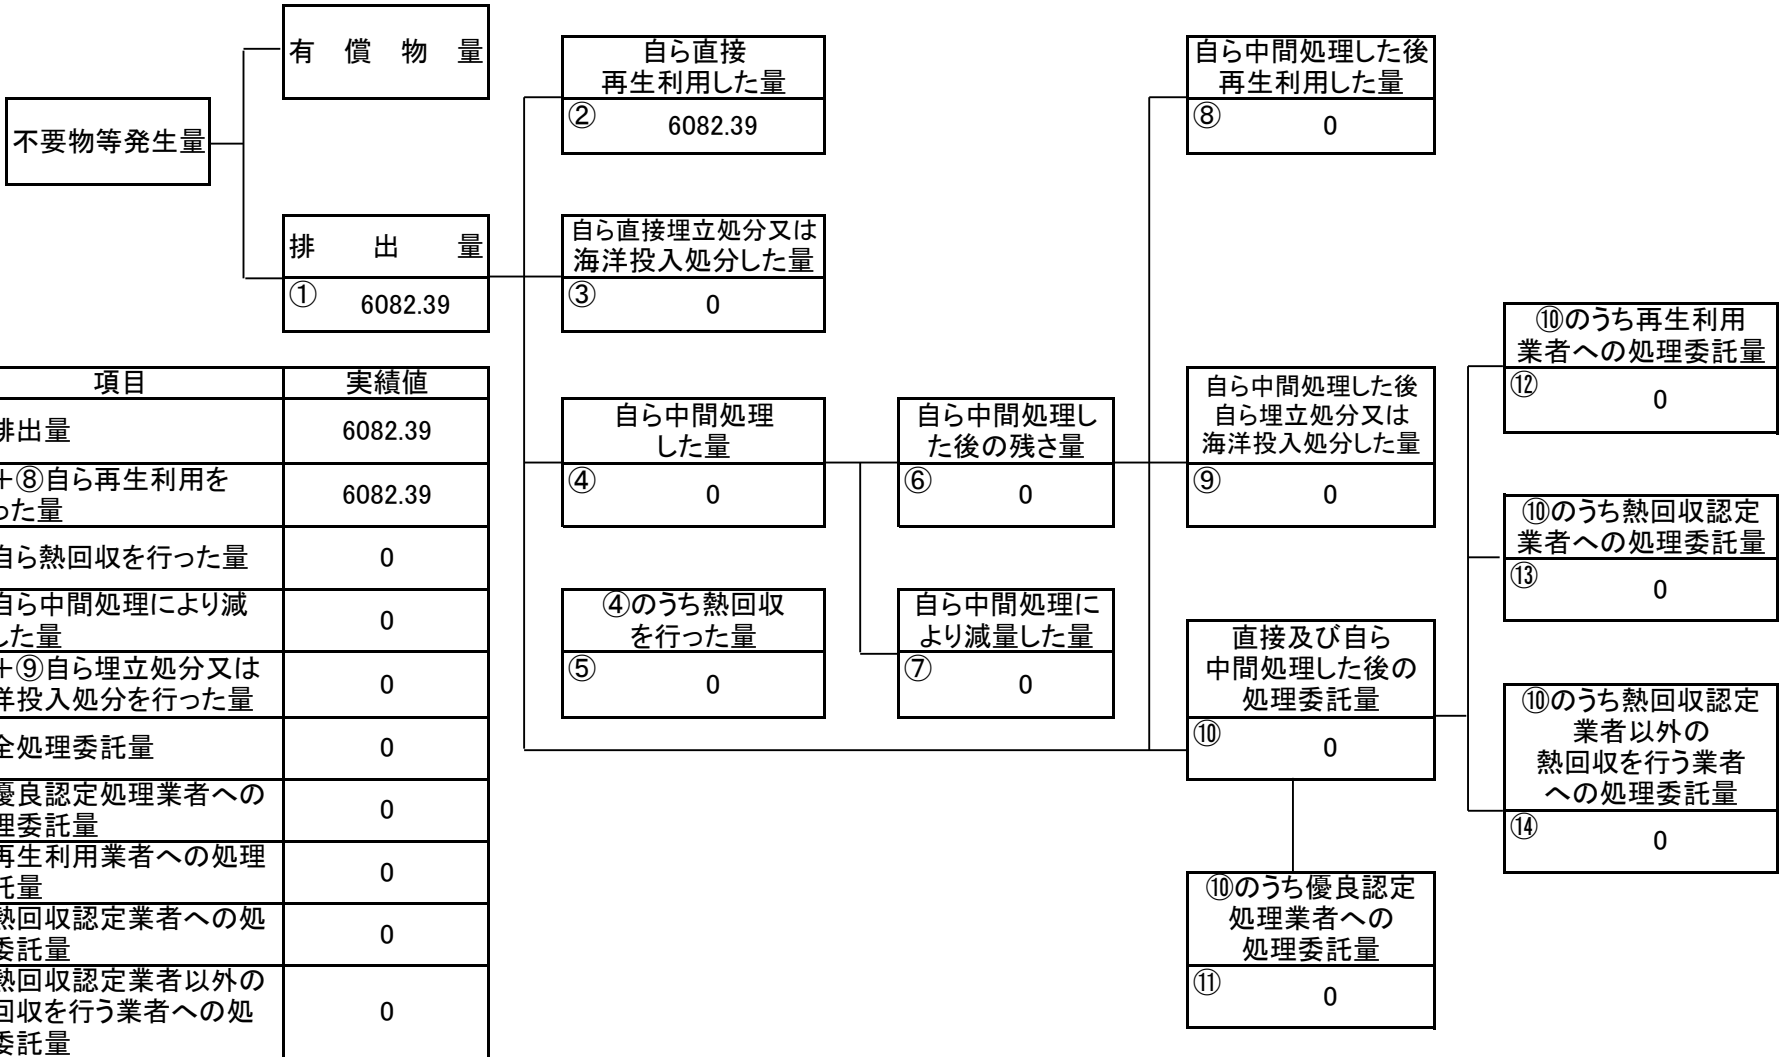 有償物量
不要物等発生量
排出量
① 6082.39
自ら直接
再生利用した量
② 6082.39
自ら直接埋立処分又は
海洋投入処分した量
③ 0
自ら中間処理
した量
④ 0
④のうち熱回収
を行った量
⑤ 0
自ら中間処理し
た後の残さ量
⑥ 0
自ら中間処理に
より減量した量
⑦ 0
自ら中間処理した後
再生利用した量
⑧ 0
自ら中間処理した後
自ら埋立処分又は
海洋投入処分した量
⑨ 0
直接及び自ら
中間処理した後の
処理委託量
⑩ 0
⑩のうち優良認定
処理業者への
処理委託量
⑪ 0
⑩のうち再生利用
業者への処理委託量
⑫ 0
⑩のうち熱回収認定
業者への処理委託量
⑬ 0
⑩のうち熱回収認定
業者以外の
熱回収を行う業者
への処理委託量
⑭ 0
項目 実績値
排出量 6082.39
+⑧自ら再生利用を
った量 6082.39
自ら熱回収を行った量 0
自ら中間処理により減
した量 0
+⑨自ら埋立処分又は
洋投入処分を行った量 0
全処理委託量 0
優良認定処理業者への
理委託量 0
再生利用業者への処理
託量 0
熱回収認定業者への処
委託量 0
熱回収認定業者以外の
回収を行う業者への処
委託量 0